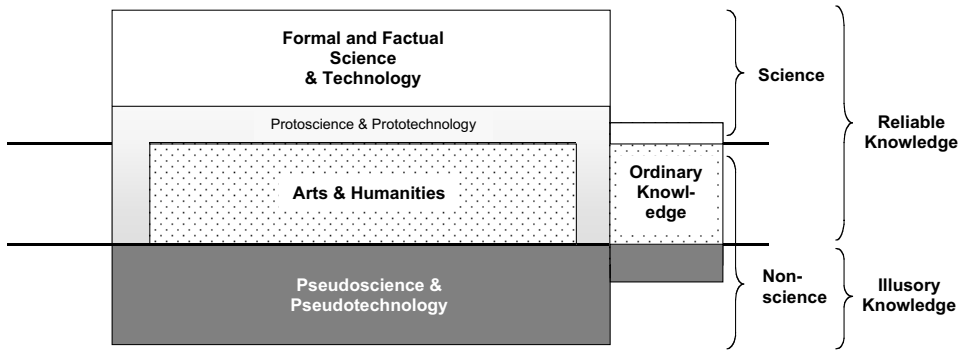 Formal and Factual
Science
& Technology
Protoscience & Prototechnology
Arts & Humanities
Ordinary
Knowl-
edge
Pseudoscience &
Pseudotechnology
Science
Non-
science
Reliable
Knowledge
Illusory
Knowledge